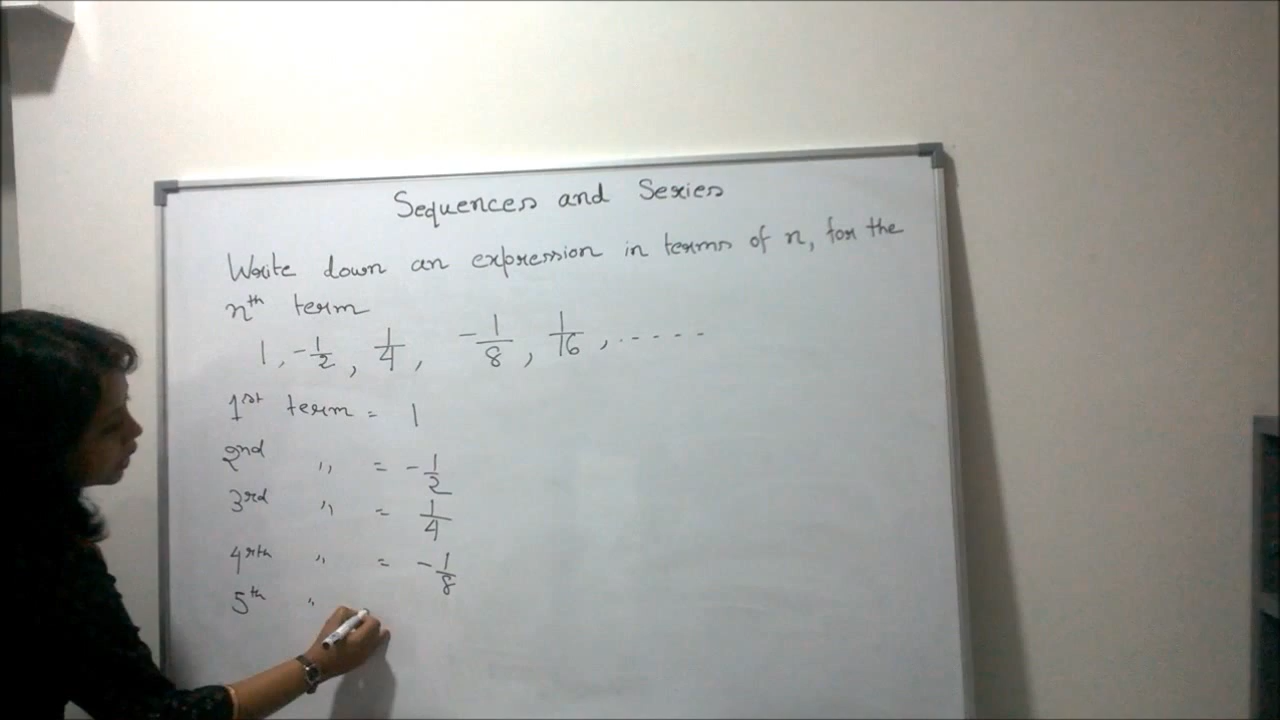 Sequences and Series
Write down an expression in terms of n, for the
nth term
1, -1/2, 1/4, -1/8, 1/16, .....
1st term = 1
2nd " = -1/2
3rd " = 1/4
4rth " = -1/8
5th "